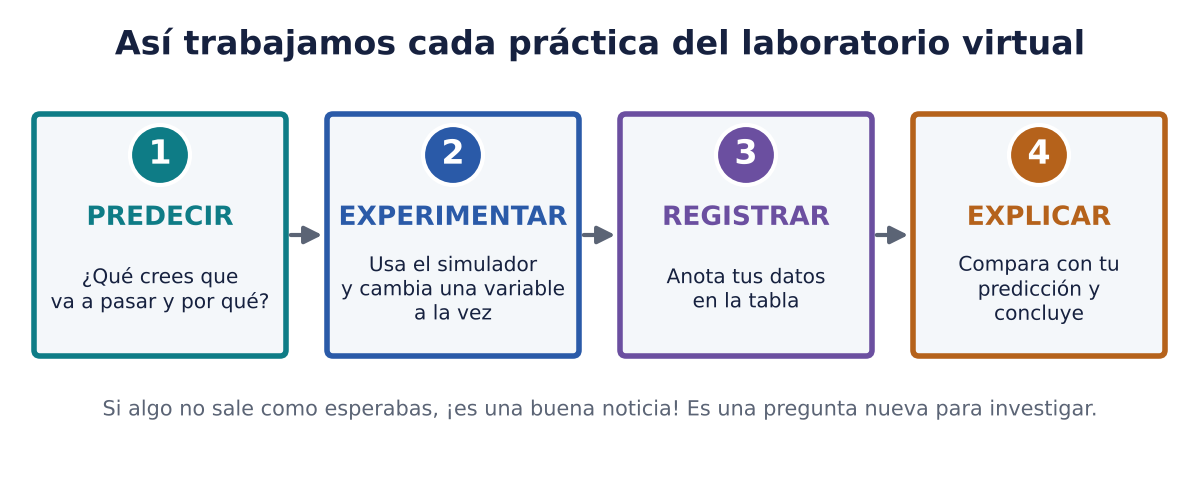 Así trabajamos cada práctica del laboratorio virtual
1
PREDECIR
¿Qué crees que
va a pasar y por qué?
2
EXPERIMENTAR
Usa el simulador
y cambia una variable
a la vez
3
REGISTRAR
Anota tus datos
en la tabla
4
EXPLICAR
Compara con tu
predicción y
concluye
Si algo no sale como esperabas, ¡es una buena noticia! Es una pregunta nueva para investigar.